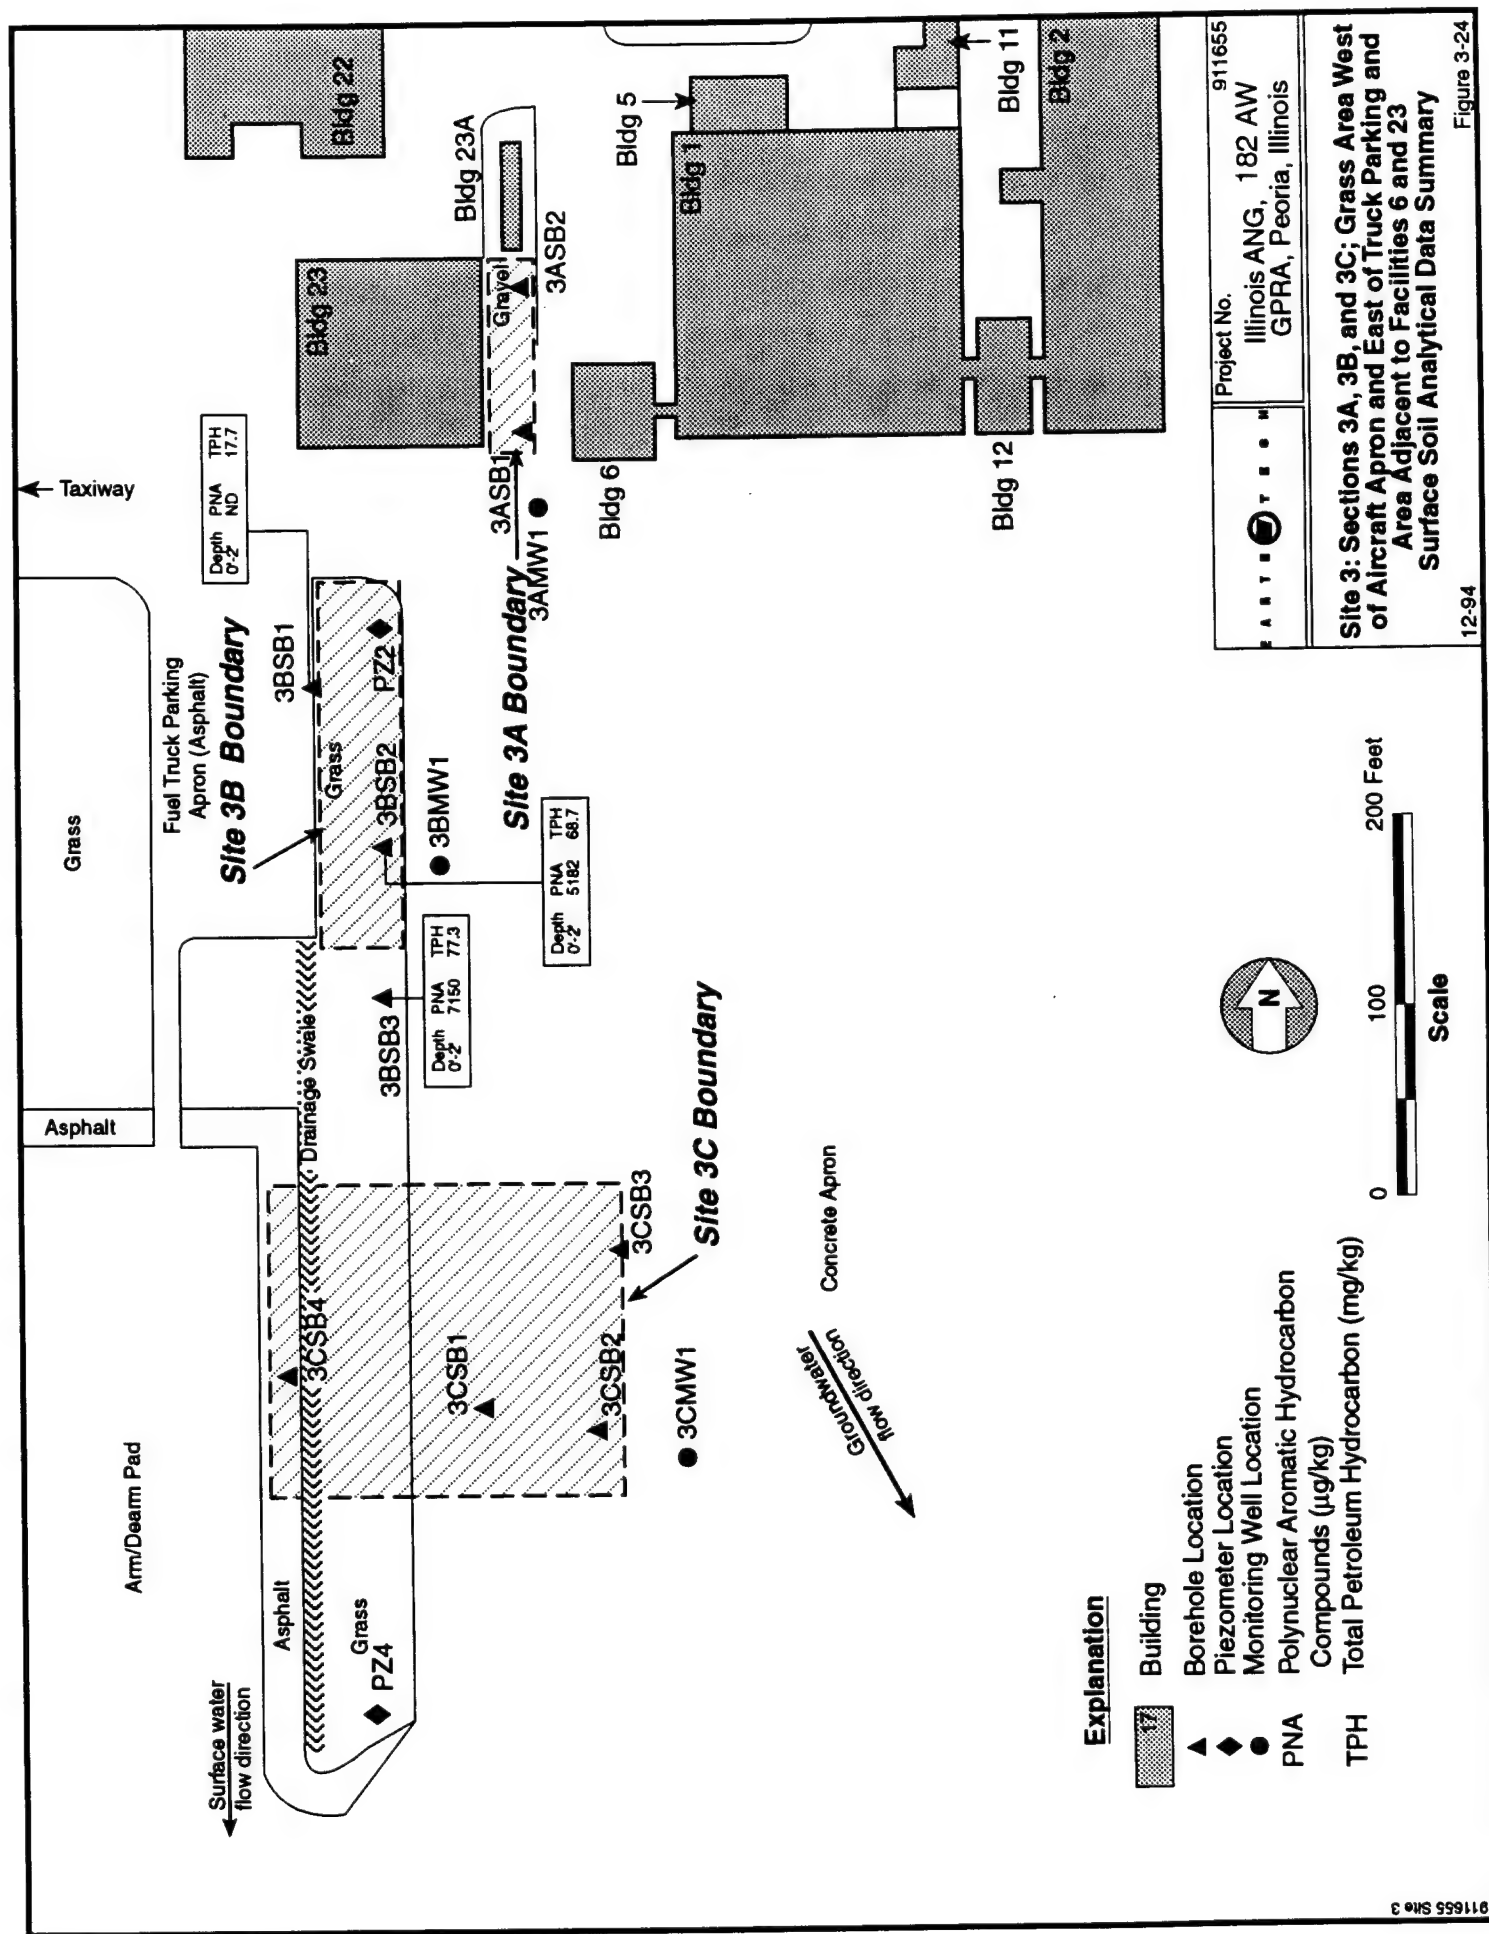 Taxiway
Bldg 22
Grass
Fuel Truck Parking
Apron (Asphalt)
Asphalt
Arm/Dearm Pad
Surface water
flow direction
Depth PNA TPH
0'-2' ND 17.7
Site 3B Boundary
3BSB1
Grass
PZ2
3BSB2
3BMW1
Drainage Swale
3BSB3
Depth PNA TPH
0'-2' 7150 77.3
Depth PNA TPH
0'-2' 5182 68.7
Asphalt
Grass
PZ4
3CSB4
3CSB1
3CSB2
3CSB3
3CMW1
Site 3C Boundary
Bldg 23
Bldg 23A
Gravel
3ASB2
3ASB1
3AMW1
Site 3A Boundary
Bldg 5
Bldg 1
Bldg 6
Bldg 11
Bldg 12
Bldg 2
Concrete Apron
Groundwater
flow direction
N
0 100 200 Feet
Scale
Explanation
17 Building
Borehole Location
Piezometer Location
Monitoring Well Location
PNA Polynuclear Aromatic Hydrocarbon
Compounds (µg/kg)
TPH Total Petroleum Hydrocarbon (mg/kg)
EARTH TECH
Project No. 911655
Illinois ANG, 182 AW
GPRA, Peoria, Illinois
Site 3: Sections 3A, 3B, and 3C; Grass Area West
of Aircraft Apron and East of Truck Parking and
Area Adjacent to Facilities 6 and 23
Surface Soil Analytical Data Summary
12-94 Figure 3-24
911655 Site 3